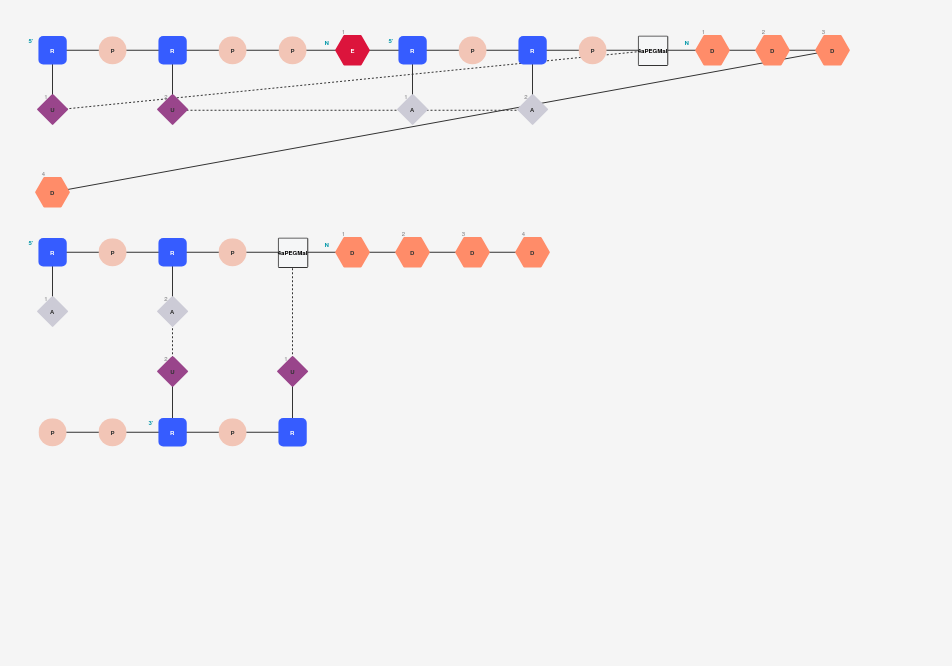 1 1 2 3
5' R P R P P N E R P R P aPEGMal N D D D
1 2 1 2
U U A A
4
D
1 2 3 4
5' R P R P aPEGMal N D D D D
1 2
A A
2 1
U U
P P 3' R P R